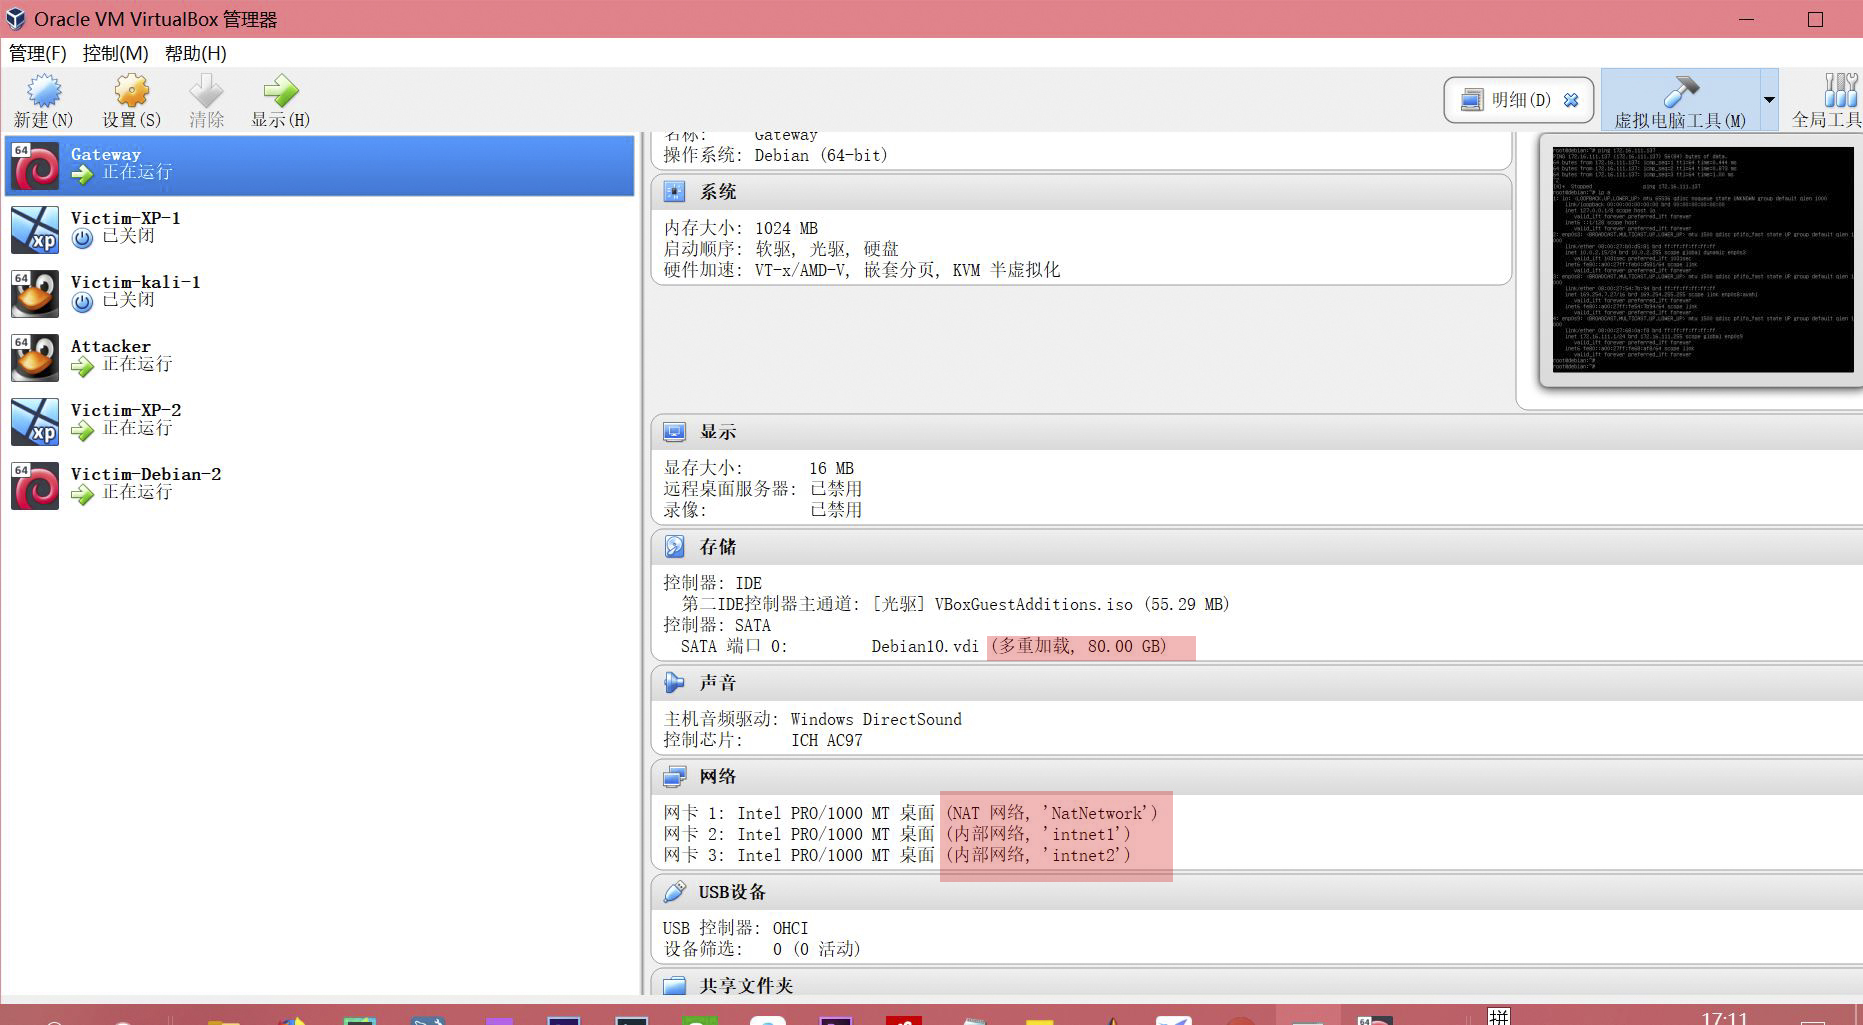 Oracle VM VirtualBox 管理器
管理(F) 控制(M) 帮助(H)
新建(N) 设置(S) 清除 显示(H) 明细(D) 虚拟电脑工具(M) 全局工具
64 Gateway
正在运行
Victim-XP-1
已关闭
64 Victim-kali-1
已关闭
64 Attacker
正在运行
Victim-XP-2
正在运行
64 Victim-Debian-2
正在运行
名称: Gateway
操作系统: Debian (64-bit)
系统
内存大小: 1024 MB
启动顺序: 软驱, 光驱, 硬盘
硬件加速: VT-x/AMD-V, 嵌套分页, KVM 半虚拟化
显示
显存大小: 16 MB
远程桌面服务器: 已禁用
录像: 已禁用
存储
控制器: IDE
第二IDE控制器主通道: [光驱] VBoxGuestAdditions.iso (55.29 MB)
控制器: SATA
SATA 端口 0: Debian10.vdi (多重加载, 80.00 GB)
声音
主机音频驱动: Windows DirectSound
控制芯片: ICH AC97
网络
网卡 1: Intel PRO/1000 MT 桌面 (NAT 网络, 'NatNetwork')
网卡 2: Intel PRO/1000 MT 桌面 (内部网络, 'intnet1')
网卡 3: Intel PRO/1000 MT 桌面 (内部网络, 'intnet2')
USB设备
USB 控制器: OHCI
设备筛选: 0 (0 活动)
共享文件夹
拼
17:11